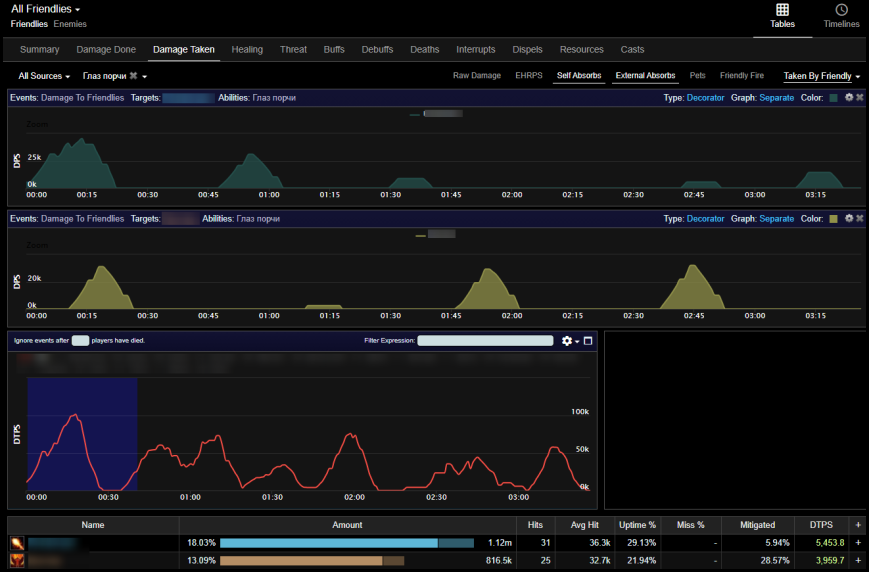 All Friendlies
Friendlies Enemies
Tables Timelines
Summary Damage Done Damage Taken Healing Threat Buffs Debuffs Deaths Interrupts Dispels Resources Casts
All Sources Глаз порчи Raw Damage EHRPS Self Absorbs External Absorbs Pets Friendly Fire Taken By Friendly
Events: Damage To Friendlies Targets: Abilities: Глаз порчи Type: Decorator Graph: Separate Color:
Zoom
DPS
25k
0k
00:00 00:15 00:30 00:45 01:00 01:15 01:30 01:45 02:00 02:15 02:30 02:45 03:00 03:15
Events: Damage To Friendlies Targets: Abilities: Глаз порчи Type: Decorator Graph: Separate Color:
Zoom
DPS
20k
0k
00:00 00:15 00:30 00:45 01:00 01:15 01:30 01:45 02:00 02:15 02:30 02:45 03:00 03:15
Ignore events after players have died. Filter Expression:
DTPS
100k
50k
0k
00:00 00:30 01:00 01:30 02:00 02:30 03:00
Name Amount Hits Avg Hit Uptime % Miss % Mitigated DTPS +
18.03% 1.12m 31 36.3k 29.13% - 5.94% 5,453.8 +
13.09% 816.5k 25 32.7k 21.94% - 28.57% 3,959.7 +